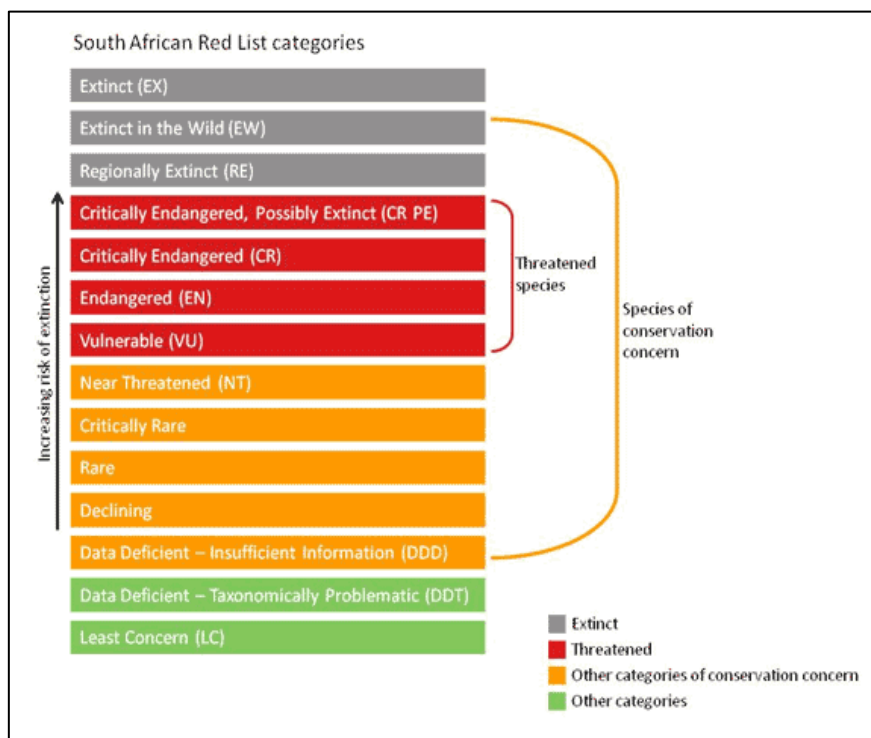 South African Red List categories
Extinct (EX)
Extinct in the Wild (EW)
Regionally Extinct (RE)
Critically Endangered, Possibly Extinct (CR PE)
Critically Endangered (CR)
Endangered (EN)
Vulnerable (VU)
Near Threatened (NT)
Critically Rare
Rare
Declining
Data Deficient – Insufficient Information (DDD)
Data Deficient – Taxonomically Problematic (DDT)
Least Concern (LC)
Increasing risk of extinction
Threatened
species
Species of
conservation
concern
Extinct
Threatened
Other categories of conservation concern
Other categories